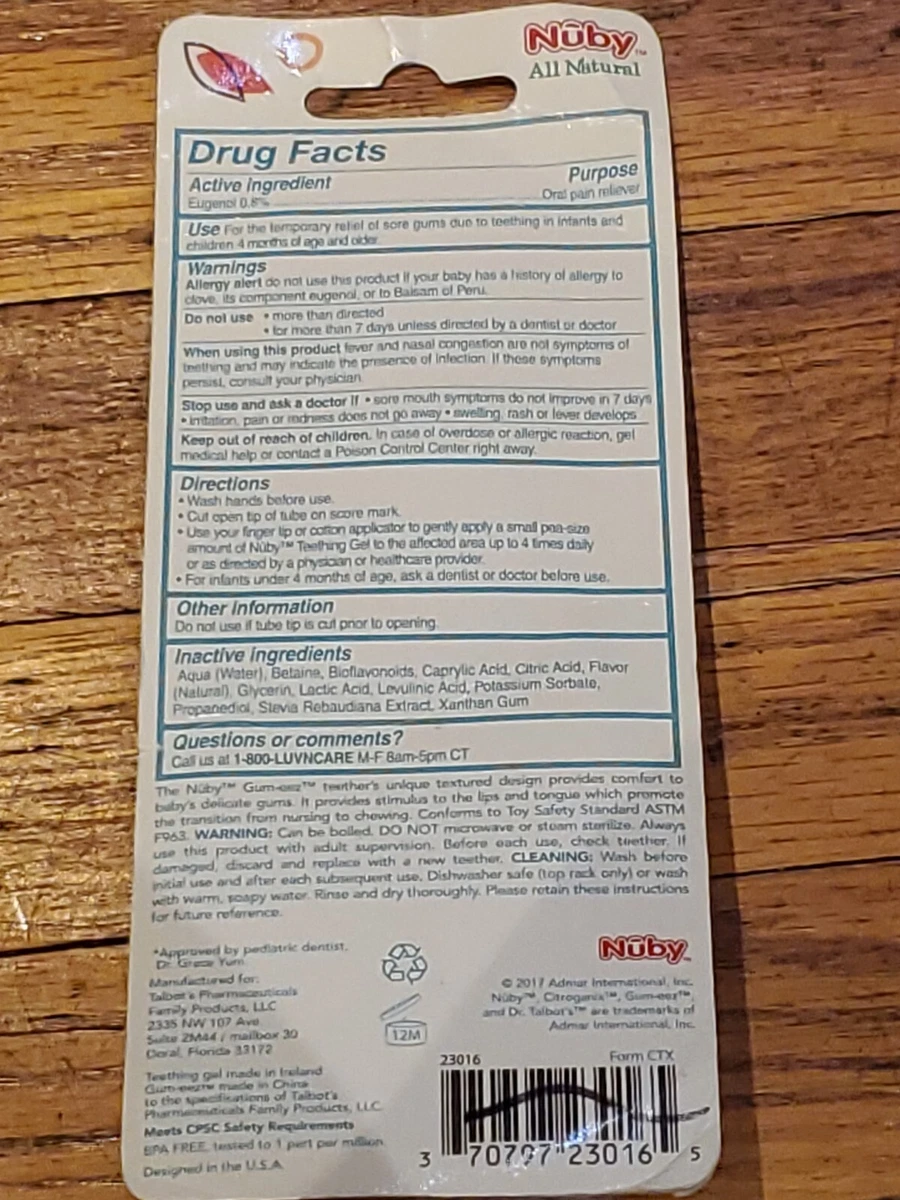 Nûby™
All Natural
Drug Facts
Active ingredient
Purpose
Eugenol 0.8%
Oral pain reliever
Use For the temporary relief of sore gums due to teething in infants and
children 4 months of age and older.
Warnings
Allergy alert do not use this product if your baby has a history of allergy to
clove, its component eugenol, or to Balsam of Peru.
Do not use • more than directed
• for more than 7 days unless directed by a dentist or doctor
When using this product fever and nasal congestion are not symptoms of
teething and may indicate the presence of infection. If these symptoms
persist, consult your physician.
Stop use and ask a doctor if • sore mouth symptoms do not improve in 7 days
• irritation, pain or redness does not go away • swelling, rash or fever develops
Keep out of reach of children. In case of overdose or allergic reaction, get
medical help or contact a Poison Control Center right away.
Directions
• Wash hands before use.
• Cut open tip of tube on score mark.
• Use your finger tip or cotton applicator to gently apply a small pea-size
amount of Nûby™ Teething Gel to the affected area up to 4 times daily
or as directed by a physician or healthcare provider.
• For infants under 4 months of age, ask a dentist or doctor before use.
Other information
Do not use if tube tip is cut prior to opening.
Inactive ingredients
Aqua (Water), Betaine, Bioflavonoids, Caprylic Acid, Citric Acid, Flavor
(Natural), Glycerin, Lactic Acid, Levulinic Acid, Potassium Sorbate,
Propanediol, Stevia Rebaudiana Extract, Xanthan Gum
Questions or comments?
Call us at 1-800-LUVNCARE M-F 8am-5pm CT
The Nûby™ Gum-eez™ teether's unique textured design provides comfort to
baby's delicate gums. It provides stimulus to the lips and tongue which promote
the transition from nursing to chewing. Conforms to Toy Safety Standard ASTM
F963. WARNING: Can be boiled. DO NOT microwave or steam sterilize. Always
use this product with adult supervision. Before each use, check teether. If
damaged, discard and replace with a new teether. CLEANING: Wash before
initial use and after each subsequent use. Dishwasher safe (top rack only) or wash
with warm, soapy water. Rinse and dry thoroughly. Please retain these instructions
for future reference.
*Approved by pediatric dentist,
Dr. Grace Yum
Manufactured for:
Talbot's Pharmaceuticals
Family Products, LLC
2335 NW 107 Ave
Suite 2M44 / mailbox 30
Doral, Florida 33172
Teething gel made in Ireland
Gum-eez™ made in China
to the specifications of Talbot's
Pharmaceuticals Family Products, LLC
Meets CPSC Safety Requirements
BPA FREE, tested to 1 part per million
Designed in the U.S.A
12M
Nûby™
© 2017 Admar International, Inc.
Nûby™, Citroganix™, Gum-eez™,
and Dr. Talbot's™ are trademarks of
Admar International, Inc.
23016
Form CTX
3 70797 23016 5